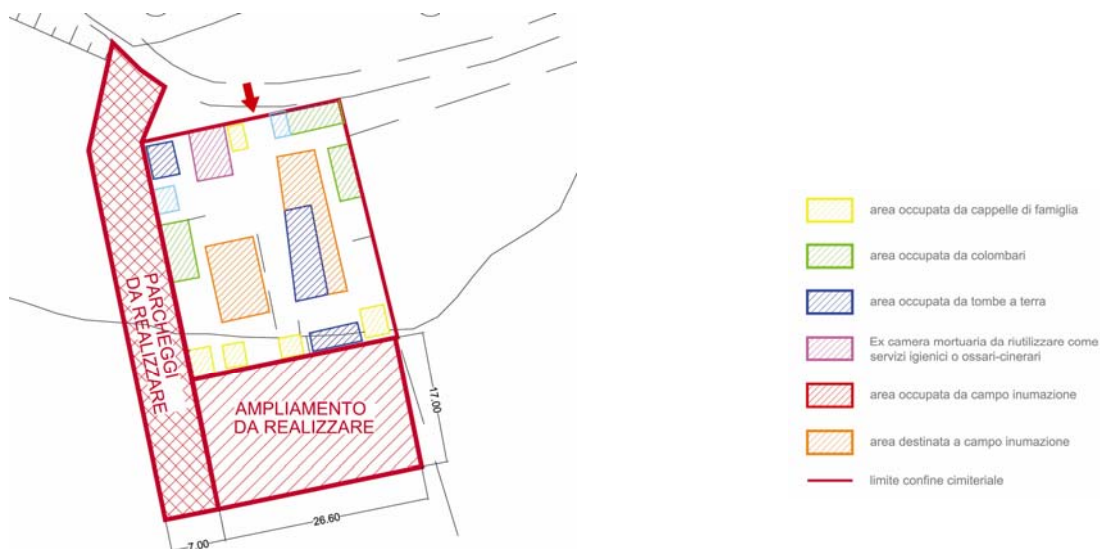 PARCHEGGI
DA REALIZZARE
AMPLIAMENTO
DA REALIZZARE
17.00
26.60
7.00
area occupata da cappelle di famiglia
area occupata da colombari
area occupata da tombe a terra
Ex camera mortuaria da riutilizzare come
servizi igienici o ossari-cinerari
area occupata da campo inumazione
area destinata a campo inumazione
limite confine cimiteriale